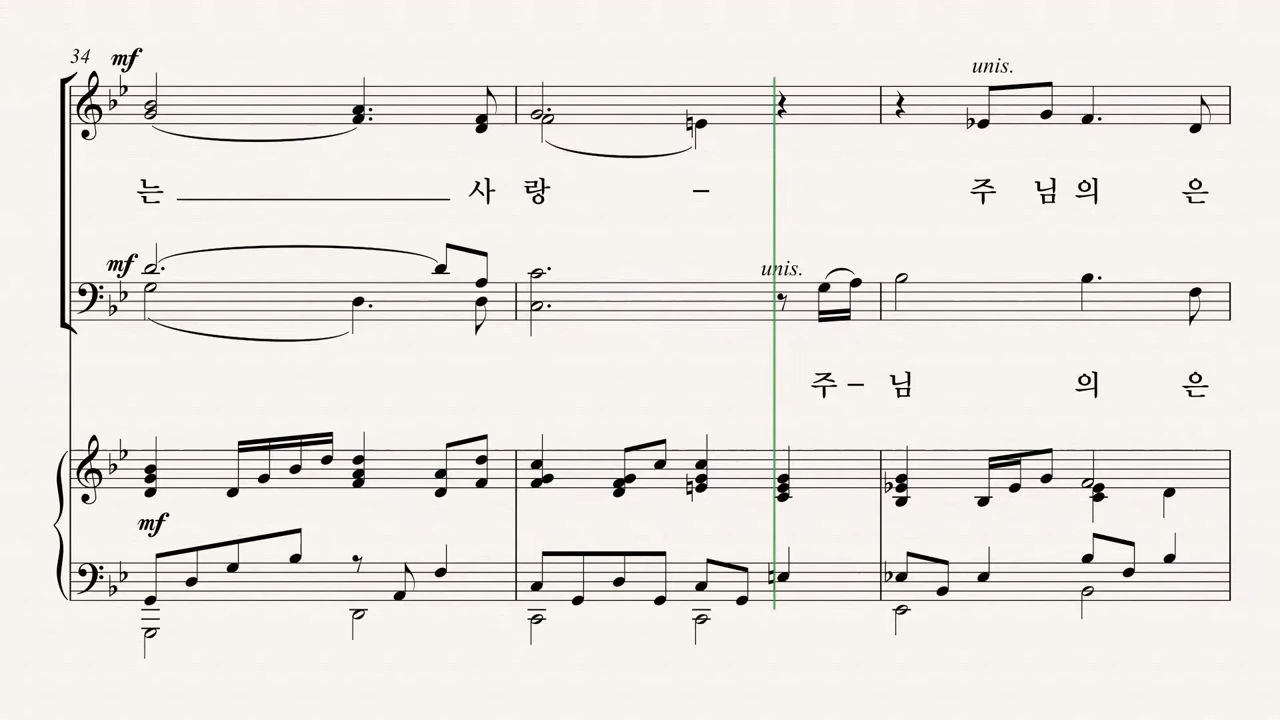 34 mf
unis.
는 사 랑 – 주 님 의 은
mf
unis.
주 – 님 의 은
mf